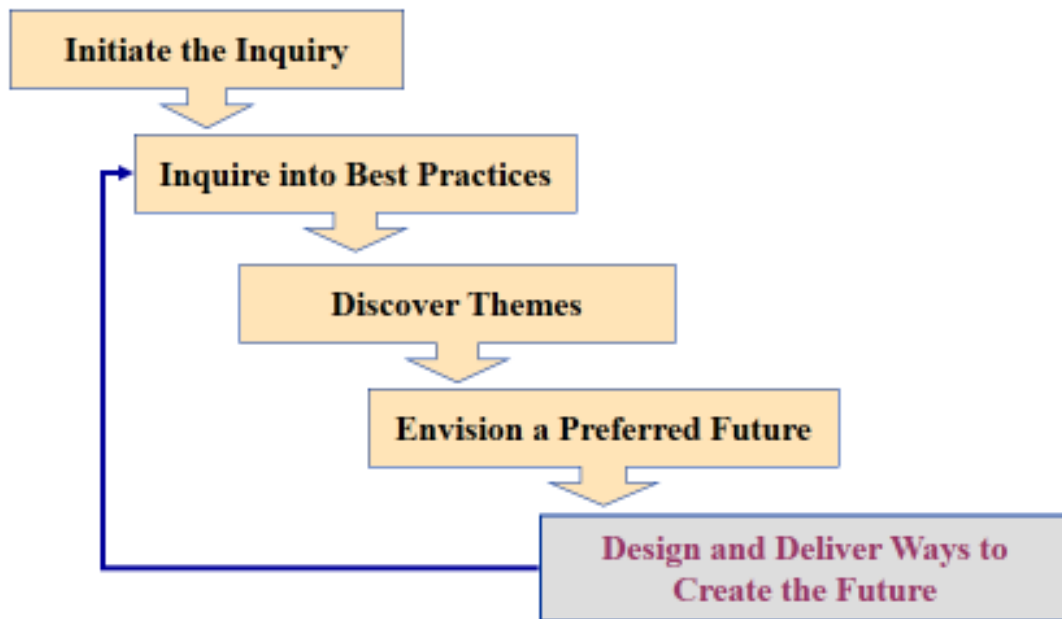 Initiate the Inquiry
Inquire into Best Practices
Discover Themes
Envision a Preferred Future
Design and Deliver Ways to
Create the Future